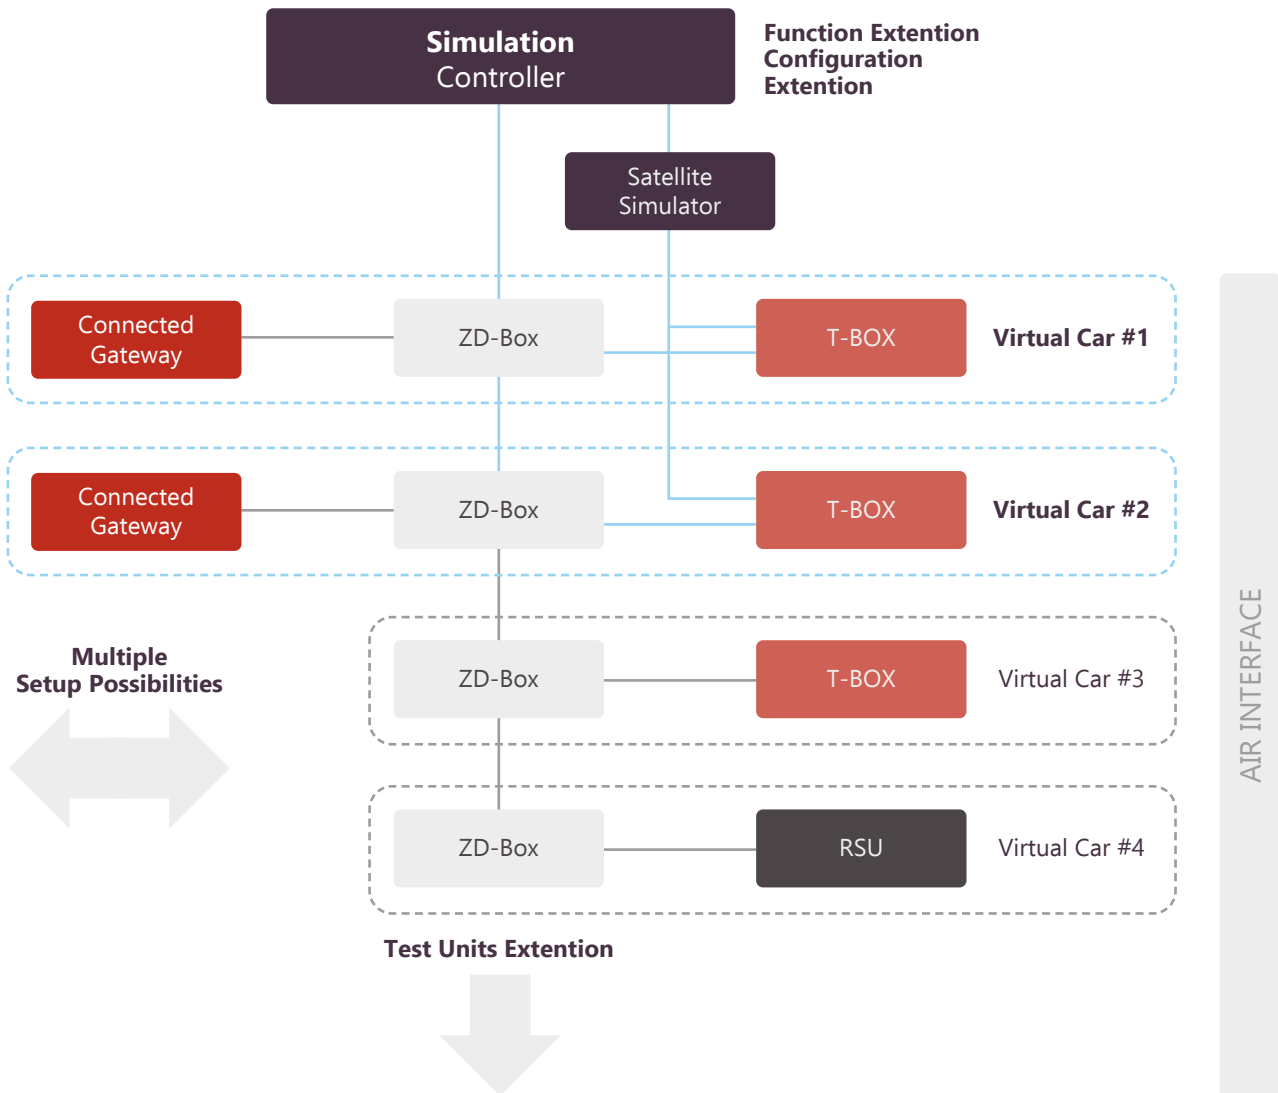 Simulation
Controller
Function Extention
Configuration
Extention
Satellite
Simulator
Connected
Gateway
ZD-Box
T-BOX
Virtual Car #1
Connected
Gateway
ZD-Box
T-BOX
Virtual Car #2
Multiple
Setup Possibilities
ZD-Box
T-BOX
Virtual Car #3
ZD-Box
RSU
Virtual Car #4
Test Units Extention
AIR INTERFACE